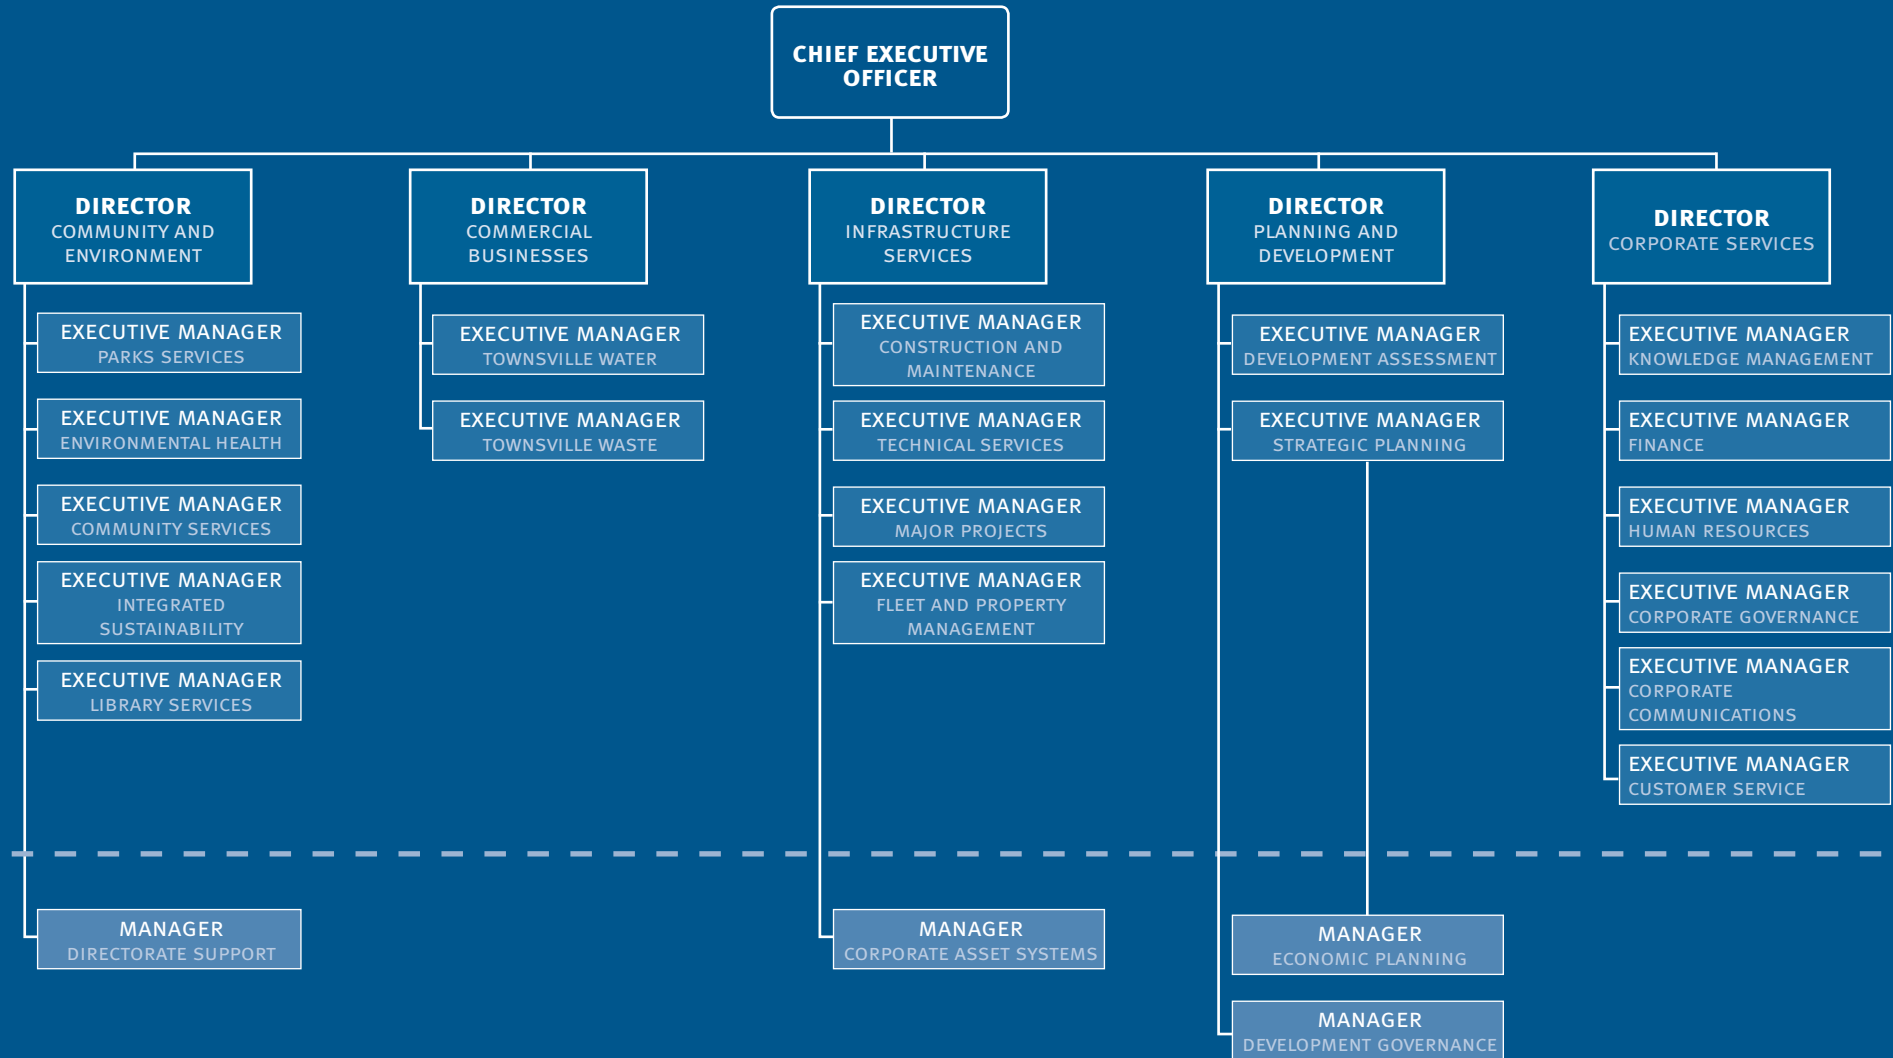 CHIEF EXECUTIVE
OFFICER
DIRECTOR
COMMUNITY AND
ENVIRONMENT
EXECUTIVE MANAGER
PARKS SERVICES
EXECUTIVE MANAGER
ENVIRONMENTAL HEALTH
EXECUTIVE MANAGER
COMMUNITY SERVICES
EXECUTIVE MANAGER
INTEGRATED
SUSTAINABILITY
EXECUTIVE MANAGER
LIBRARY SERVICES
MANAGER
DIRECTORATE SUPPORT
DIRECTOR
COMMERCIAL
BUSINESSES
EXECUTIVE MANAGER
TOWNSVILLE WATER
EXECUTIVE MANAGER
TOWNSVILLE WASTE
DIRECTOR
INFRASTRUCTURE
SERVICES
EXECUTIVE MANAGER
CONSTRUCTION AND
MAINTENANCE
EXECUTIVE MANAGER
TECHNICAL SERVICES
EXECUTIVE MANAGER
MAJOR PROJECTS
EXECUTIVE MANAGER
FLEET AND PROPERTY
MANAGEMENT
MANAGER
CORPORATE ASSET SYSTEMS
DIRECTOR
PLANNING AND
DEVELOPMENT
EXECUTIVE MANAGER
DEVELOPMENT ASSESSMENT
EXECUTIVE MANAGER
STRATEGIC PLANNING
MANAGER
ECONOMIC PLANNING
MANAGER
DEVELOPMENT GOVERNANCE
DIRECTOR
CORPORATE SERVICES
EXECUTIVE MANAGER
KNOWLEDGE MANAGEMENT
EXECUTIVE MANAGER
FINANCE
EXECUTIVE MANAGER
HUMAN RESOURCES
EXECUTIVE MANAGER
CORPORATE GOVERNANCE
EXECUTIVE MANAGER
CORPORATE
COMMUNICATIONS
EXECUTIVE MANAGER
CUSTOMER SERVICE